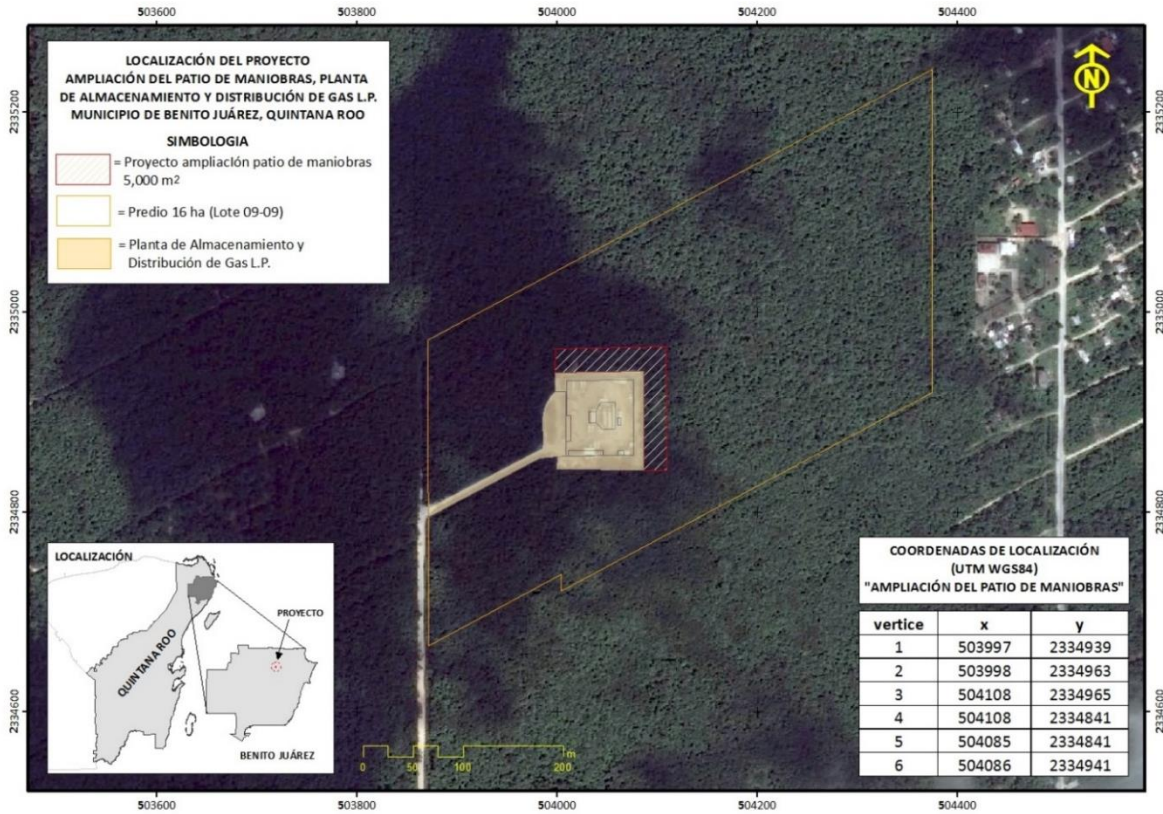 503600 503800 504000 504200 504400
LOCALIZACIÓN DEL PROYECTO
AMPLIACIÓN DEL PATIO DE MANIOBRAS, PLANTA
DE ALMACENAMIENTO Y DISTRIBUCIÓN DE GAS L.P.
MUNICIPIO DE BENITO JUÁREZ, QUINTANA ROO
SIMBOLOGIA
= Proyecto ampliación patio de maniobras
5,000 m²
= Predio 16 ha (Lote 09-09)
= Planta de Almacenamiento y
Distribución de Gas L.P.
N
2335200
2335000
2334800
2334600
2335200
2335000
2334800
2334600
LOCALIZACIÓN
PROYECTO
QUINTANA ROO
BENITO JUÁREZ
m
0 50 100 200
COORDENADAS DE LOCALIZACIÓN
(UTM WGS84)
"AMPLIACIÓN DEL PATIO DE MANIOBRAS"
vertice x y
1 503997 2334939
2 503998 2334963
3 504108 2334965
4 504108 2334841
5 504085 2334841
6 504086 2334941
503600 503800 504000 504200 504400